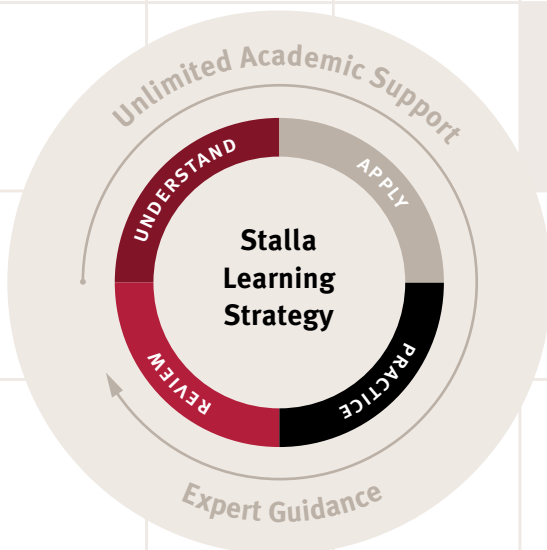 Unlimited Academic Support
UNDERSTAND
APPLY
Stalla
Learning
Strategy
PRACTICE
REVIEW
Expert Guidance